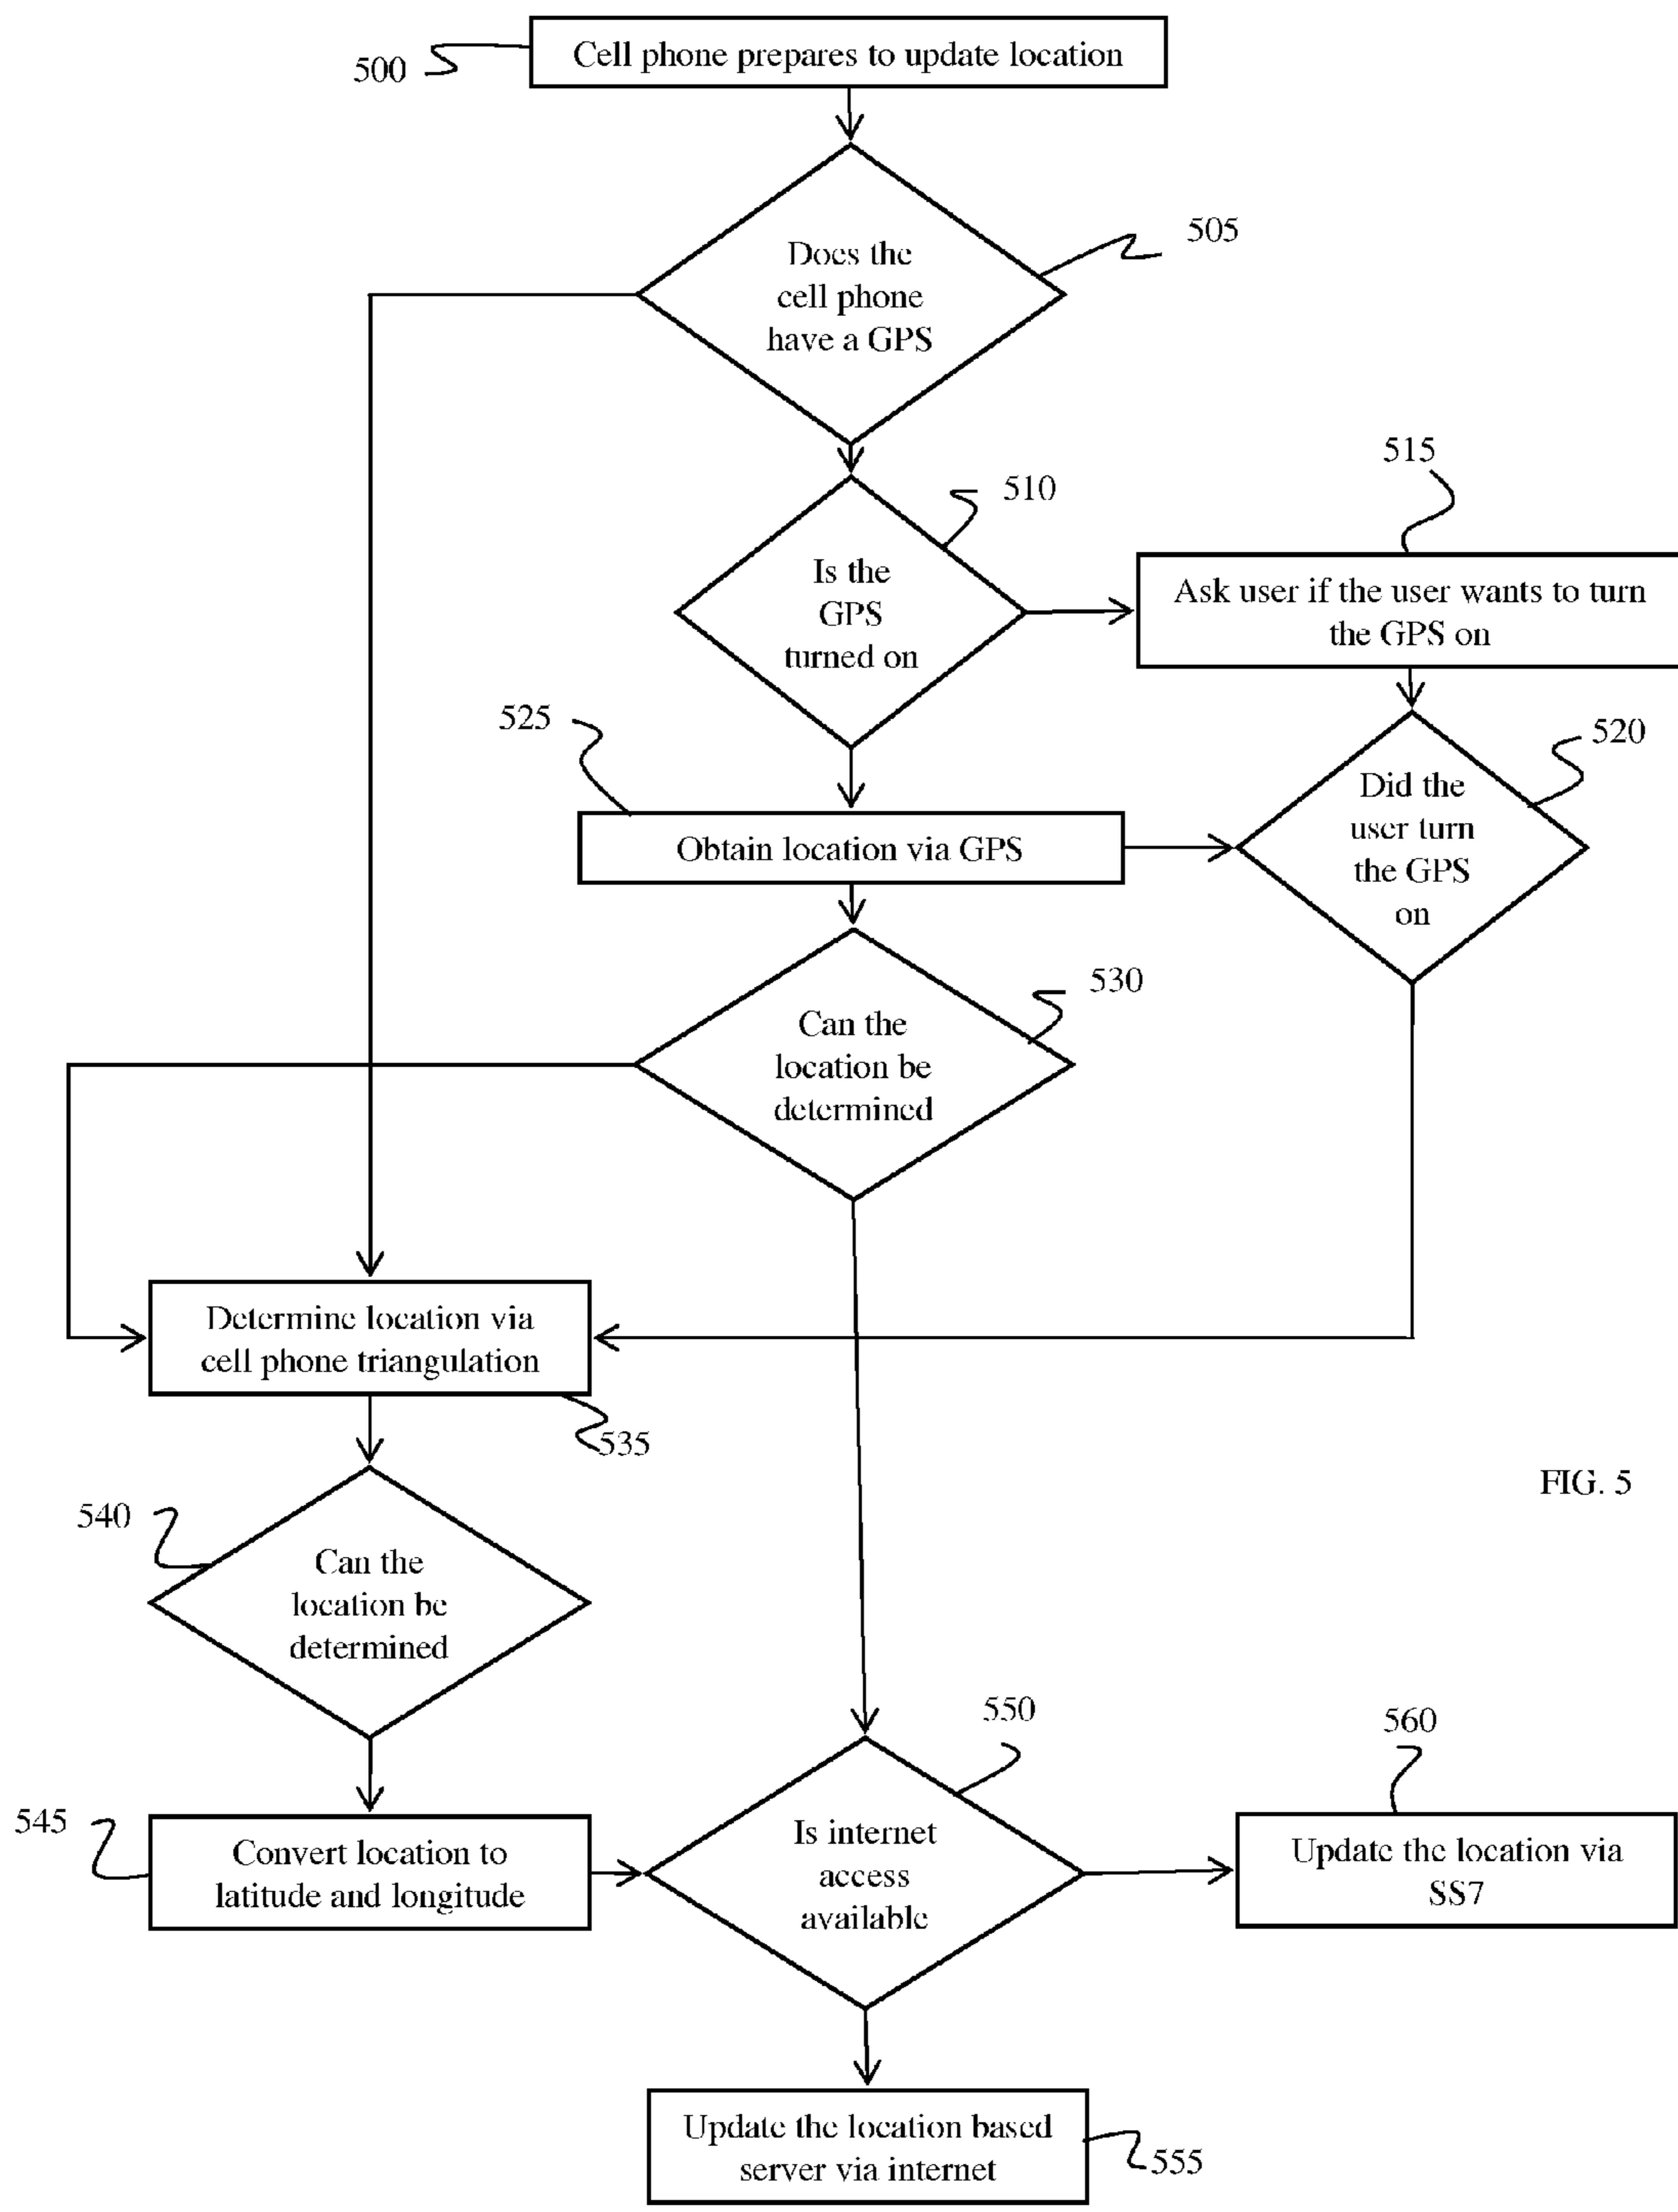 Cell phone prepares to update location
500
505
Does the
cell phone
have a GPS
510
515
Is the
GPS
turned on
Ask user if the user wants to turn
the GPS on
525
520
Obtain location via GPS
Did the
user turn
the GPS
on
530
Can the
location be
determined
Determine location via
cell phone triangulation
535
FIG. 5
540
Can the
location be
determined
550
560
545
Convert location to
latitude and longitude
Is internet
access
available
Update the location via
SS7
Update the location based
server via internet
555